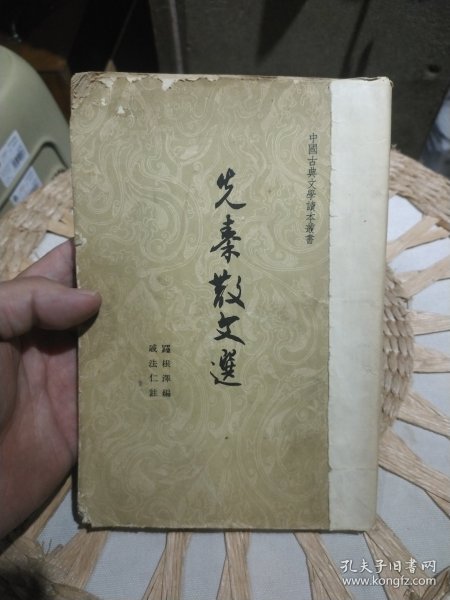 中國古典文學讀本叢書
先秦散文選
羅根澤編
戚法仁註
孔夫子旧书网
www.kongfz.com